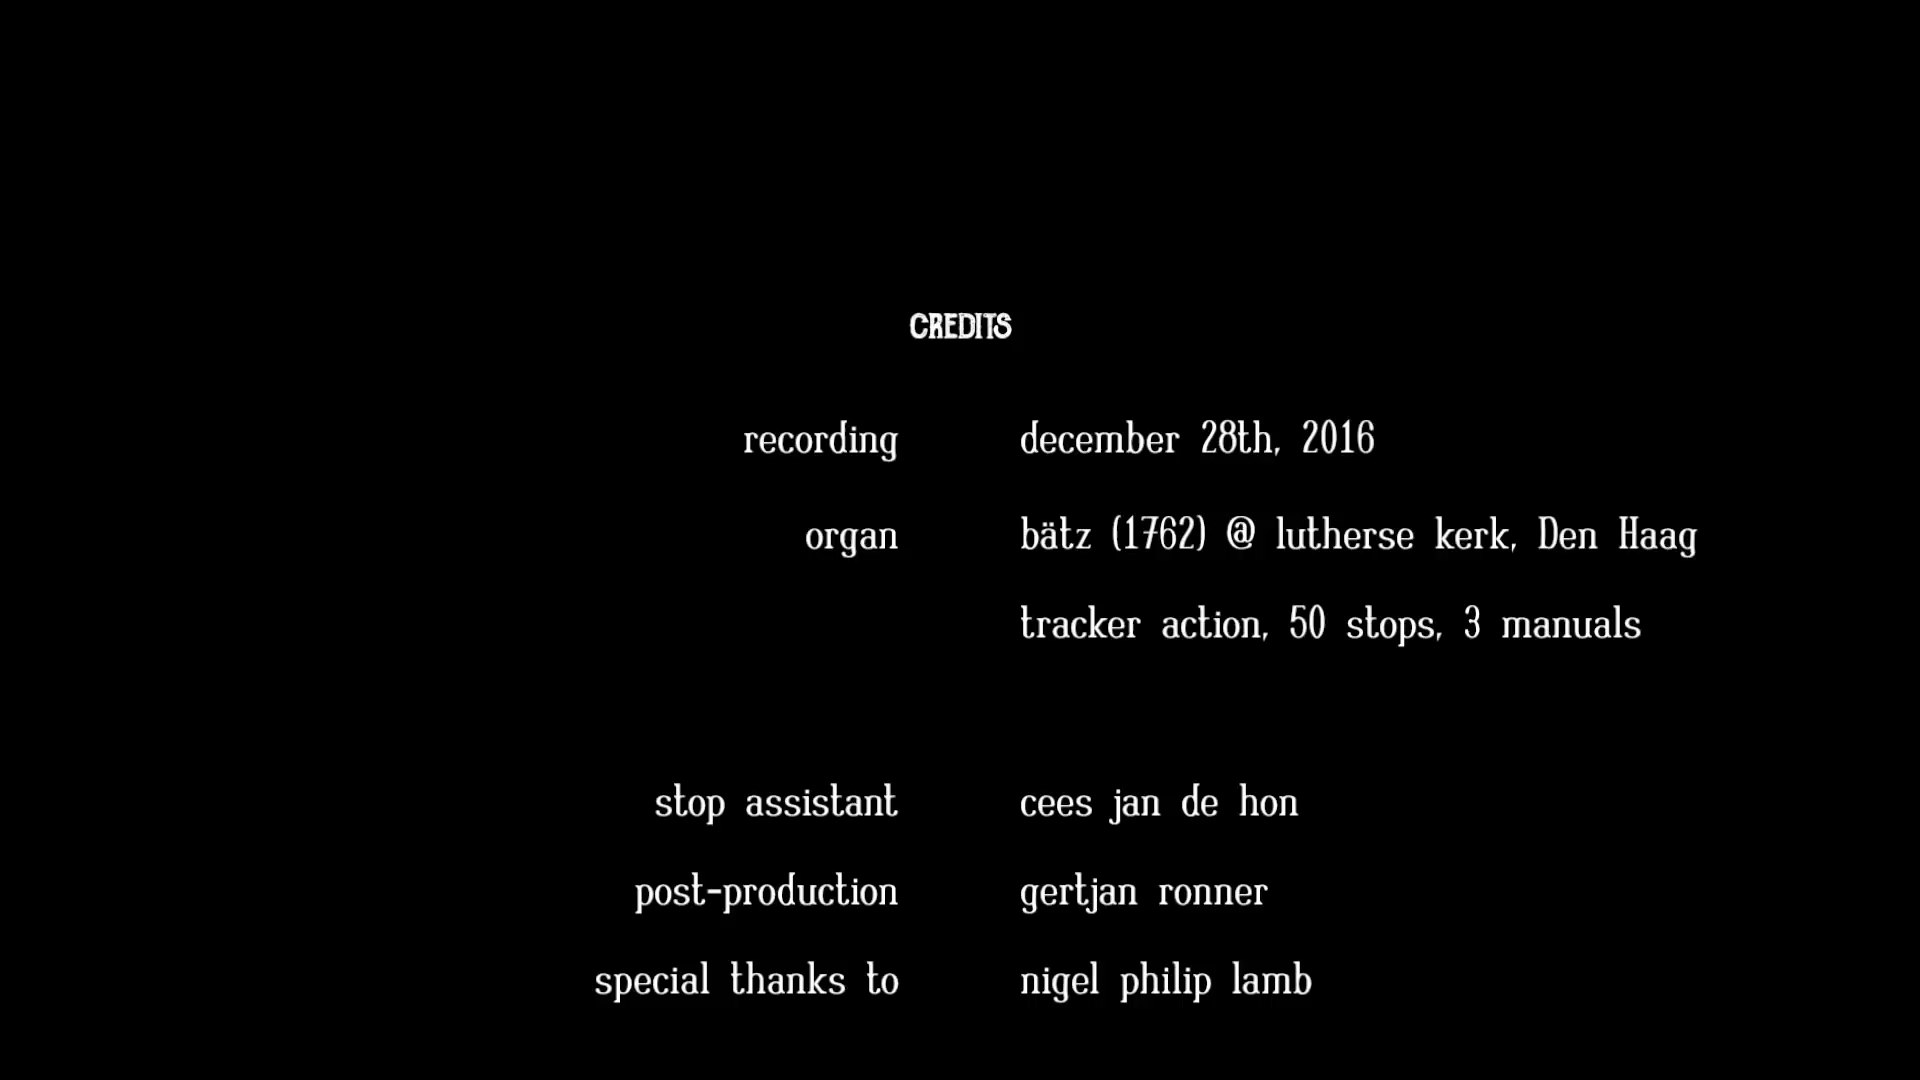 CREDITS
recording december 28th, 2016
organ bätz (1762) @ lutherse kerk, Den Haag
tracker action, 50 stops, 3 manuals
stop assistant cees jan de hon
post-production gertjan ronner
special thanks to nigel philip lamb